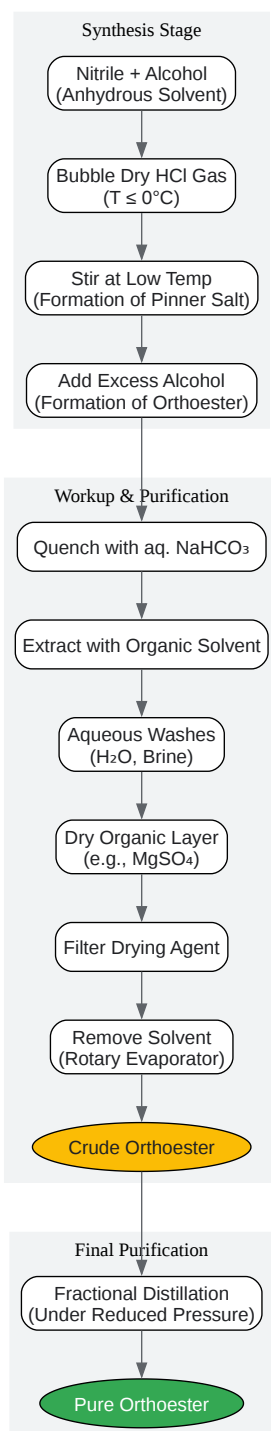 Synthesis Stage
Nitrile + Alcohol
(Anhydrous Solvent)
Bubble Dry HCl Gas
(T ≤ 0°C)
Stir at Low Temp
(Formation of Pinner Salt)
Add Excess Alcohol
(Formation of Orthoester)
Workup & Purification
Quench with aq. NaHCO₃
Extract with Organic Solvent
Aqueous Washes
(H₂O, Brine)
Dry Organic Layer
(e.g., MgSO₄)
Filter Drying Agent
Remove Solvent
(Rotary Evaporator)
Crude Orthoester
Final Purification
Fractional Distillation
(Under Reduced Pressure)
Pure Orthoester